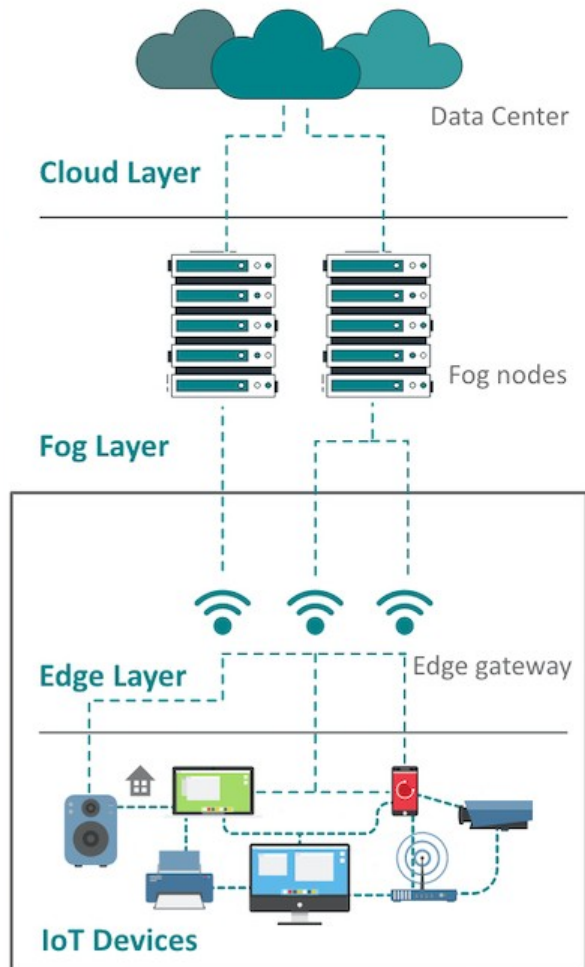 Data Center
Cloud Layer
Fog nodes
Fog Layer
Edge gateway
Edge Layer
IoT Devices